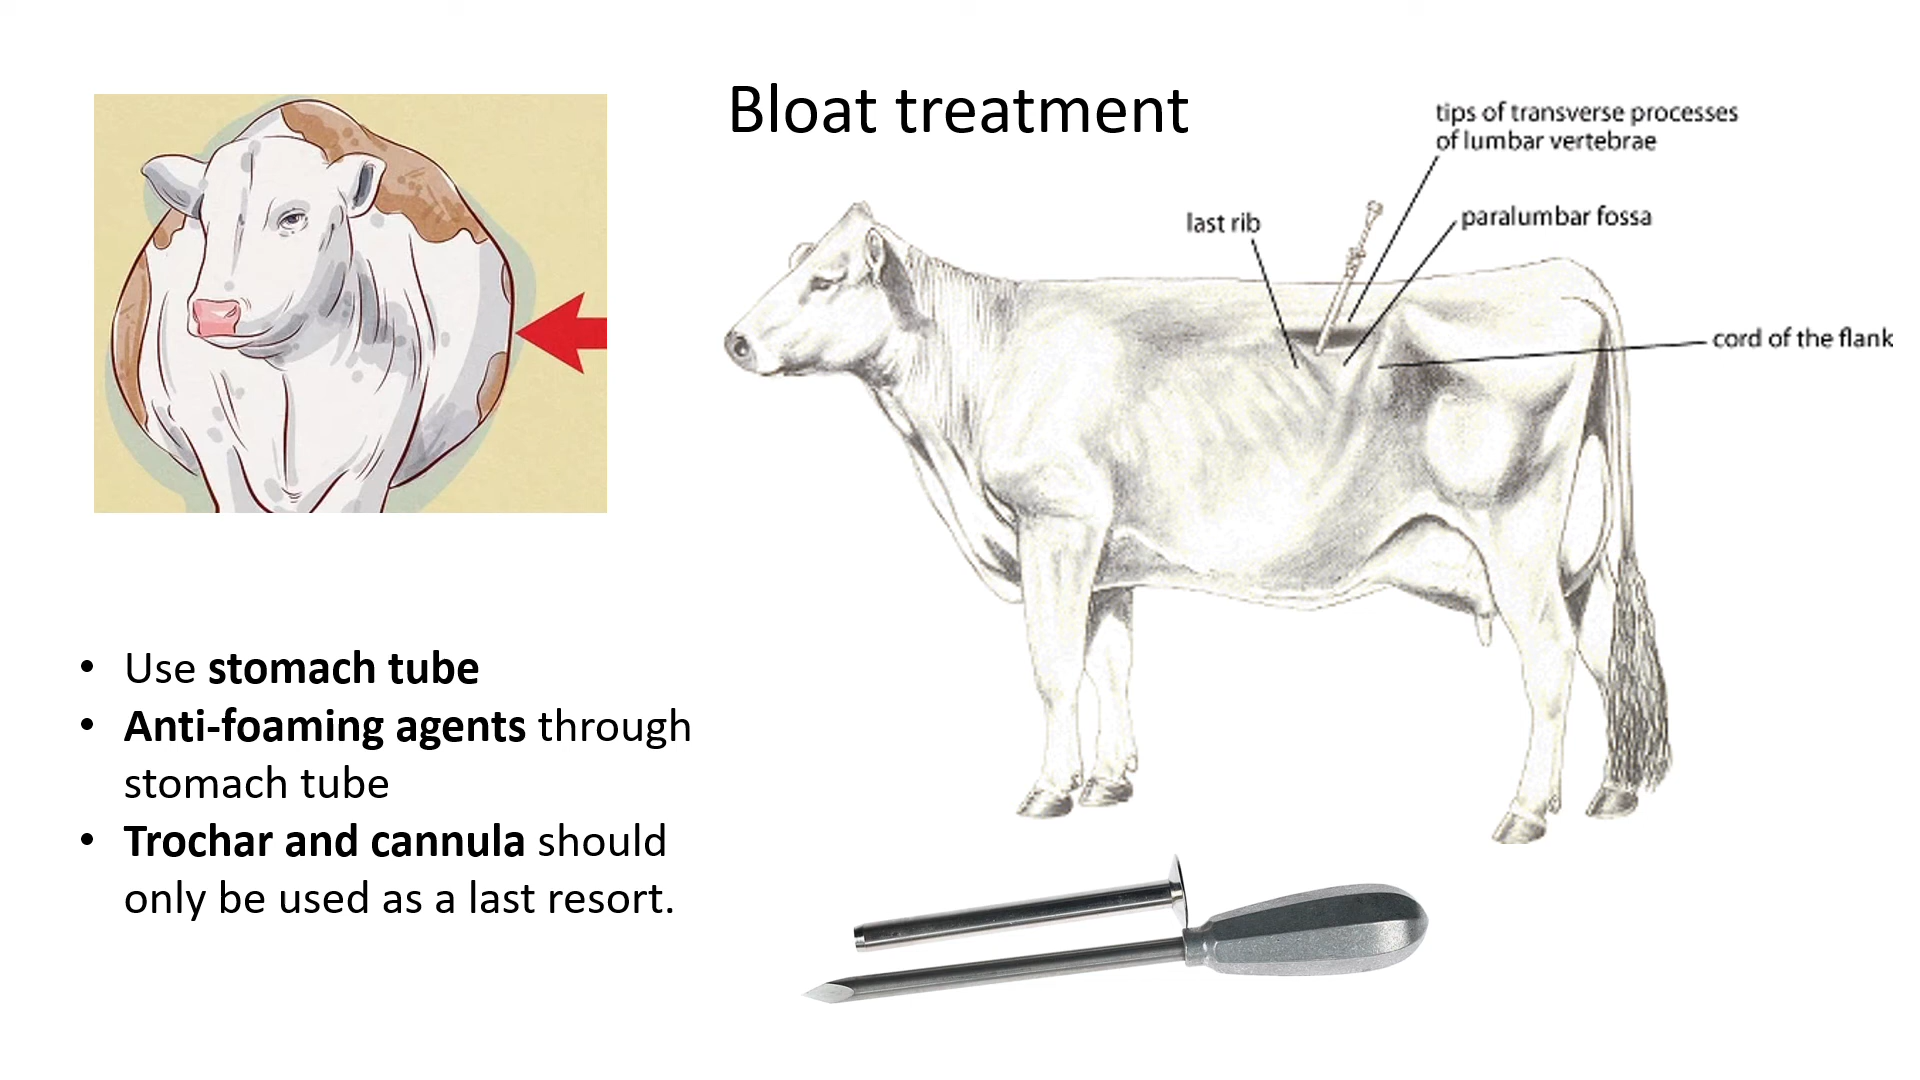 Bloat treatment
tips of transverse processes
of lumbar vertebrae
last rib
paralumbar fossa
cord of the flank
• Use stomach tube
• Anti-foaming agents through
stomach tube
• Trochar and cannula should
only be used as a last resort.